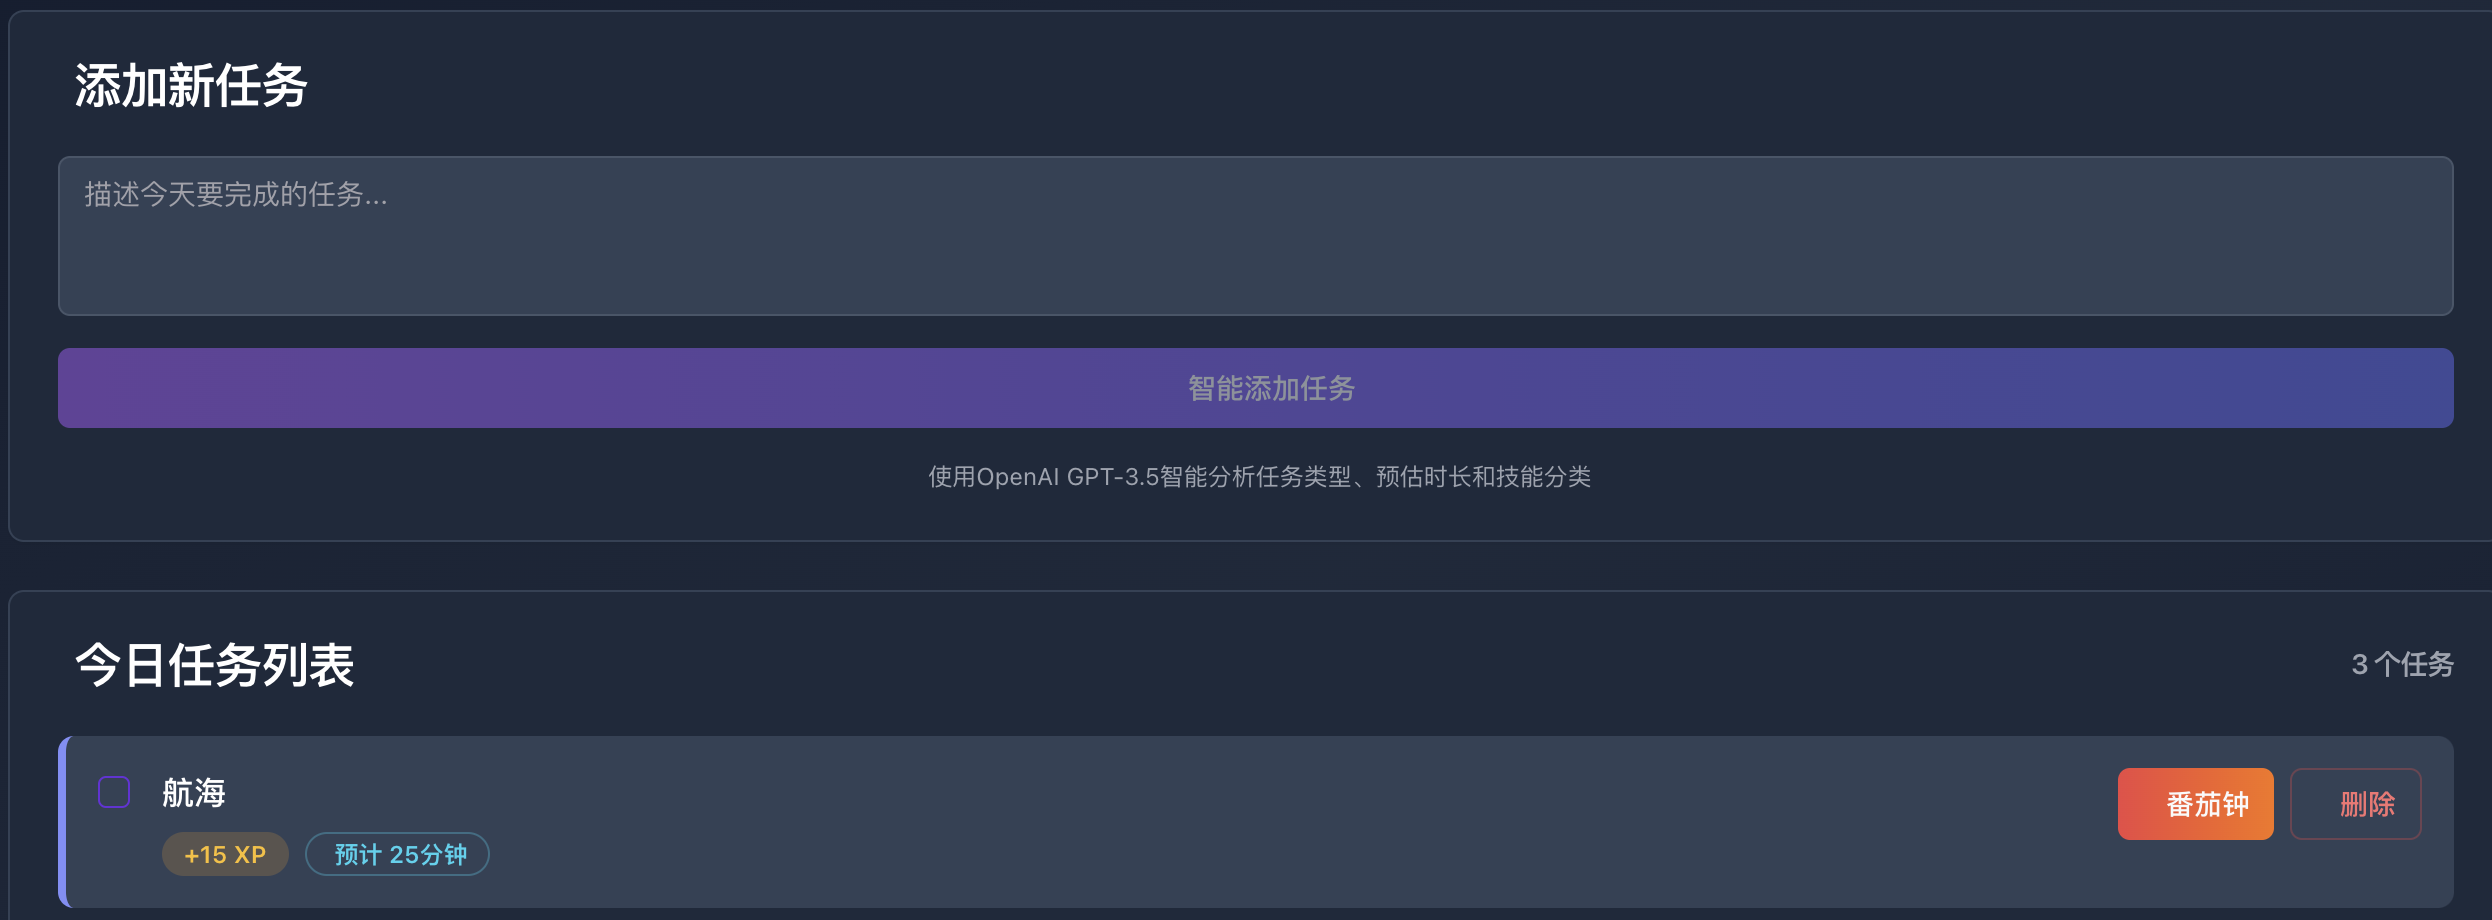 添加新任务
描述今天要完成的任务...
智能添加任务
使用OpenAI GPT-3.5智能分析任务类型、预估时长和技能分类
今日任务列表
3 个任务
航海
番茄钟
删除
+15 XP
预计 25分钟